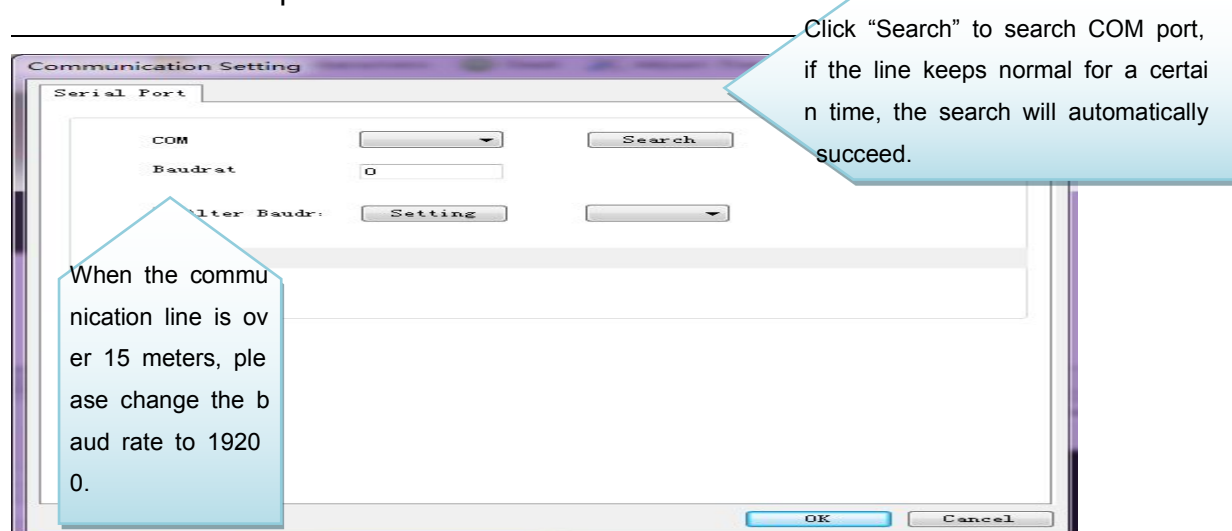 Click “Search” to search COM port,
if the line keeps normal for a certai
n time, the search will automatically
succeed.
Communication Setting
Serial Port
COM
Search
Baudrat
0
lter Baudr:
Setting
When the commu
nication line is ov
er 15 meters, ple
ase change the b
aud rate to 1920
0.
OK
Cancel